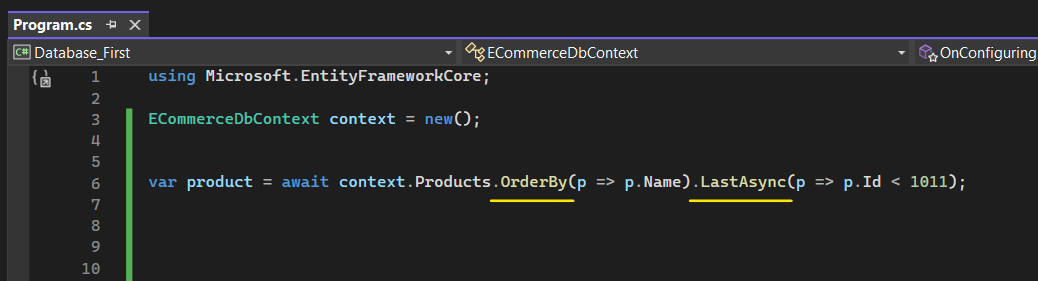 Program.cs
C# Database_First ECommerceDbContext OnConfiguring
1 using Microsoft.EntityFrameworkCore;
2
3 ECommerceDbContext context = new();
4
5
6 var product = await context.Products.OrderBy(p => p.Name).LastAsync(p => p.Id < 1011);
7
8
9
10